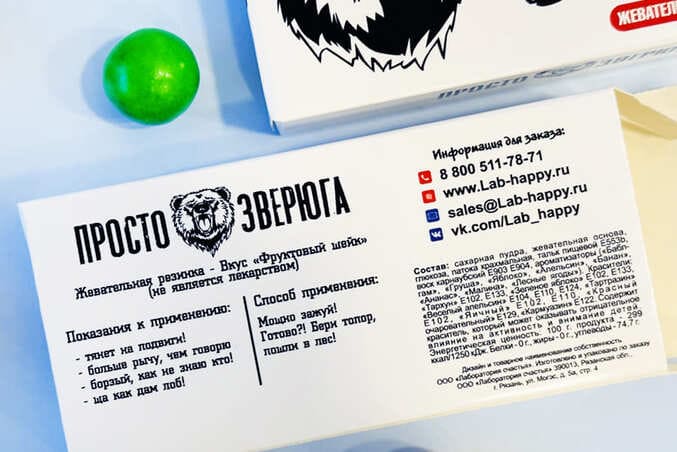 ЖЕВАТЕЛ
ПРОСТО ЗВЕРЮГА
ПРОСТО ЗВЕРЮГА
Жевательная резинка - Вкус «Фруктовый шейк»
(не является лекарством)
Показания к применению:
- тянет на подвиги!
- больше рычу, чем говорю
- борзый, как не знаю кто!
- ща как дам лоб!
Способ применения:
Мощно зажуй!
Готово?! Бери топор,
пошли в лес!
Информация для заказа:
8 800 511-78-71
www.Lab-happy.ru
sales@Lab-happy.ru
vk.com/Lab_happy
Состав: сахарная пудра, жевательная основа,
глюкоза, патока крахмальная, тальк пищевой E553b,
воск карнаубский E903 E904, ароматизаторы («Бабл-
гам», «Груша», «Яблоко», «Апельсин», «Банан»,
«Ананас», «Малина», «Лесные ягоды»). Красители:
«Тархун» E102, E133, «Зеленое яблоко» E102, E133,
«Веселый апельсин» E104, E110, E124, «Тартразин»
E102, «Яичный» E102, E110, «Красный
очаровательный» E129, «Кармуазин» E122. Содержит
краситель, который может оказывать отрицательное
влияние на активность и внимание детей.
Энергетическая ценность: 100 г. продукта - 299
ккал/1250 кДж. Белки - 0 г., жиры - 0 г., углеводы - 74.7 г.
Дизайн и товарное наименование собственность
ООО «Лаборатория счастья». Изготовлено и упаковано по заказу
ООО «Лаборатория счастья» 390013, Рязанская обл.,
г. Рязань, ул. МОГЭС, д. 5а, стр. 4